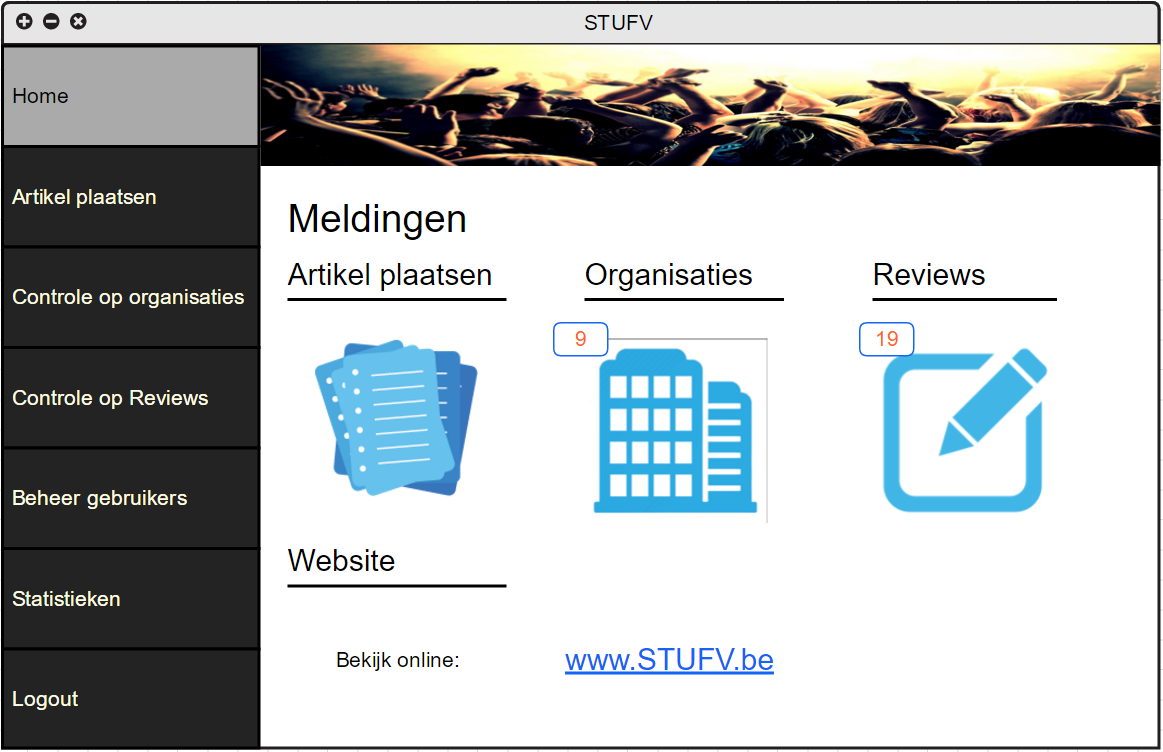 STUFV
Home
Artikel plaatsen
Controle op organisaties
Controle op Reviews
Beheer gebruikers
Statistieken
Logout
Meldingen
Artikel plaatsen
Organisaties
Reviews
9
19
Website
Bekijk online:
www.STUFV.be